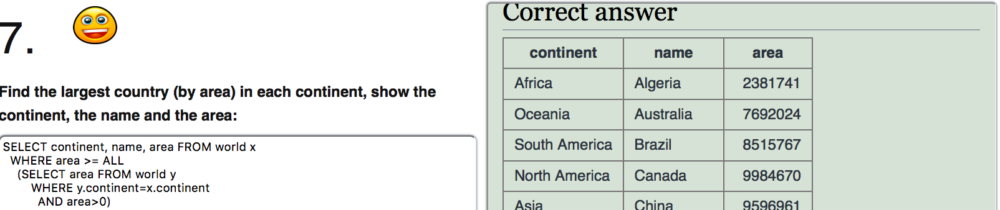 7.
Find the largest country (by area) in each continent, show the
continent, the name and the area:
SELECT continent, name, area FROM world x
WHERE area >= ALL
(SELECT area FROM world y
WHERE y.continent=x.continent
AND area>0)
Correct answer
continent name area
Africa Algeria 2381741
Oceania Australia 7692024
South America Brazil 8515767
North America Canada 9984670
Asia China 9596961